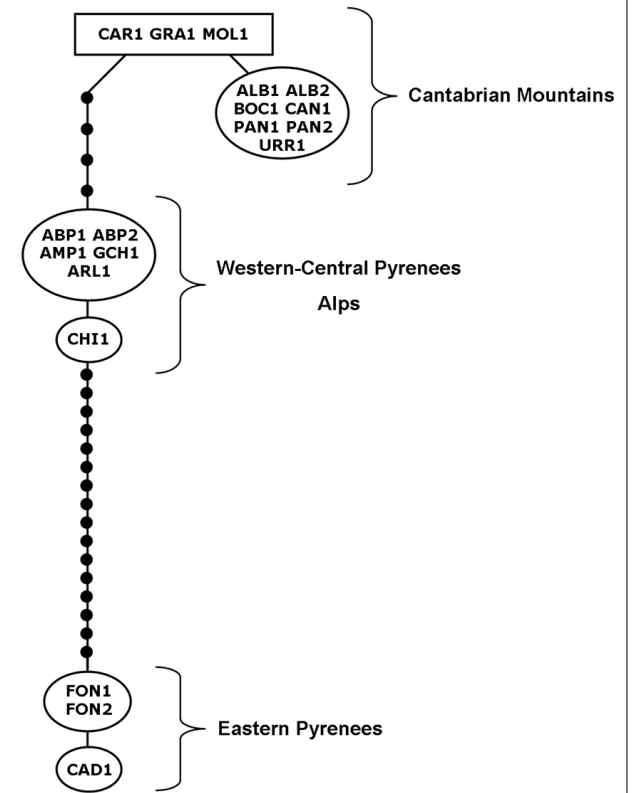 CAR1 GRA1 MOL1
ALB1 ALB2
BOC1 CAN1
PAN1 PAN2
URR1
Cantabrian Mountains
ABP1 ABP2
AMP1 GCH1
ARL1
Western-Central Pyrenees
Alps
CHI1
FON1
FON2
Eastern Pyrenees
CAD1